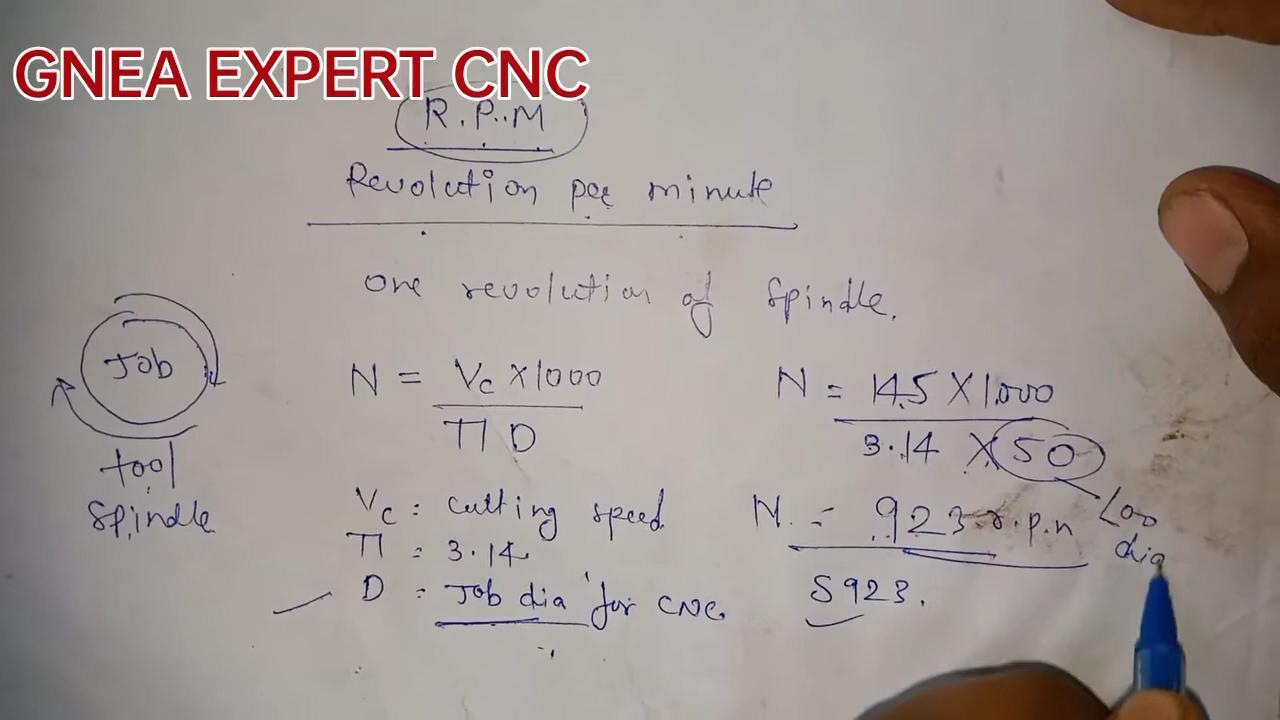 GNEA EXPERT CNC
R.P.M
Revolution per minute
one revolution of spindle.
Job
tool
spindle
N = Vc X 1000
Π D
Vc : cutting speed
Π = 3.14
D : Job dia for CNC
N = 145 X 1000
3.14 X 50
N = 923 r.p.m
dia
S923.